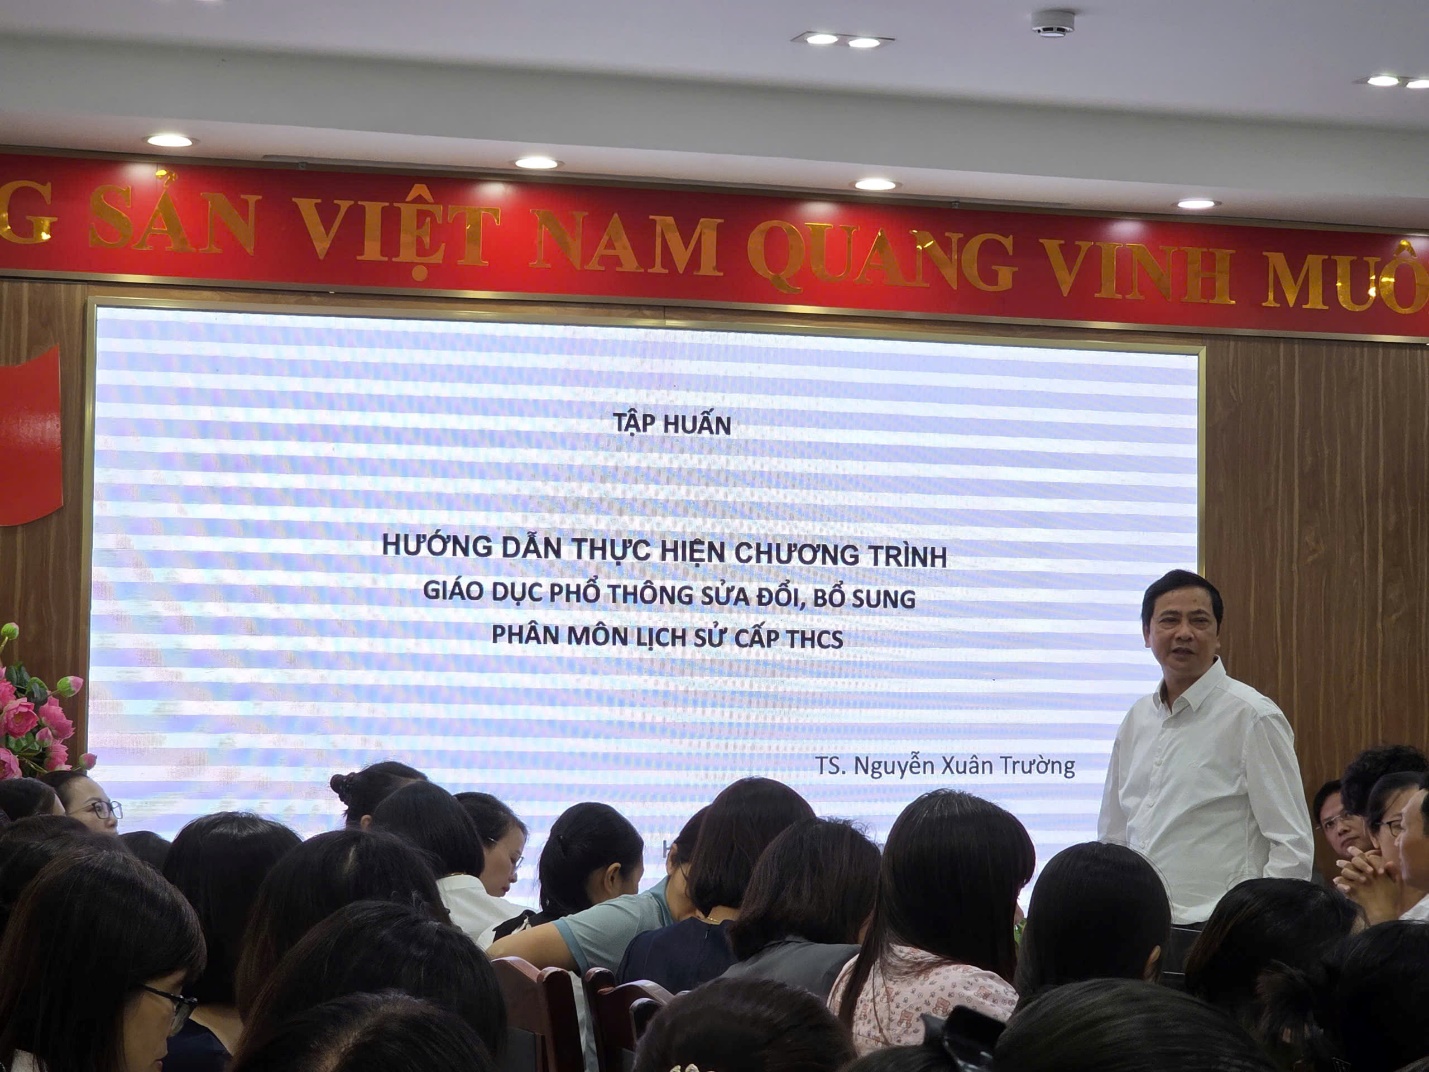 G SẢN VIỆT NAM QUANG VINH MUÔ
TẬP HUẤN
HƯỚNG DẪN THỰC HIỆN CHƯƠNG TRÌNH
GIÁO DỤC PHỔ THÔNG SỬA ĐỔI, BỔ SUNG
PHÂN MÔN LỊCH SỬ CẤP THCS
TS. Nguyễn Xuân Trường